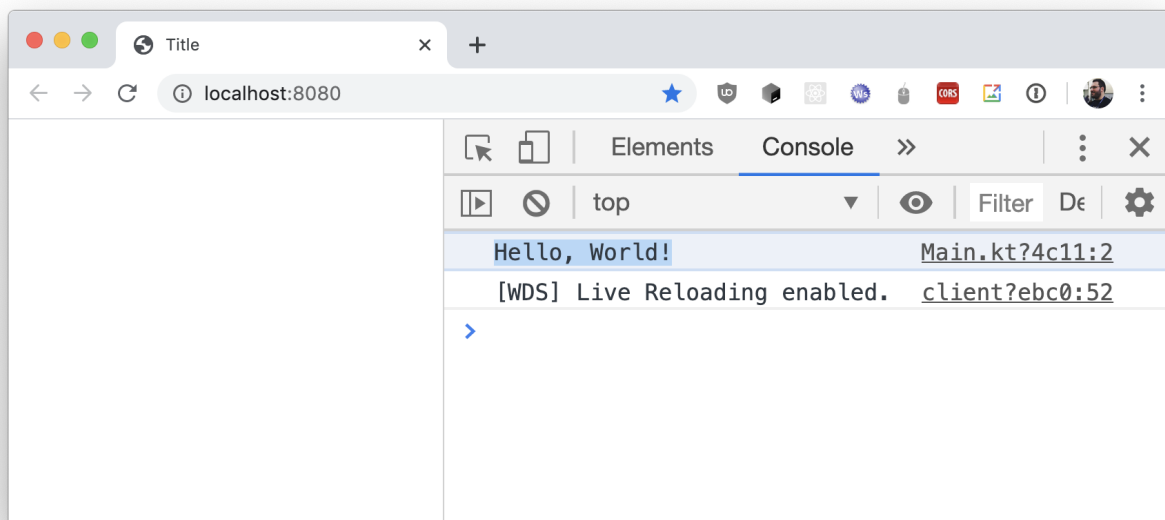 Title
localhost:8080
CORS
Elements Console
top Filter De
Hello, World! Main.kt?4c11:2
[WDS] Live Reloading enabled. client?ebc0:52